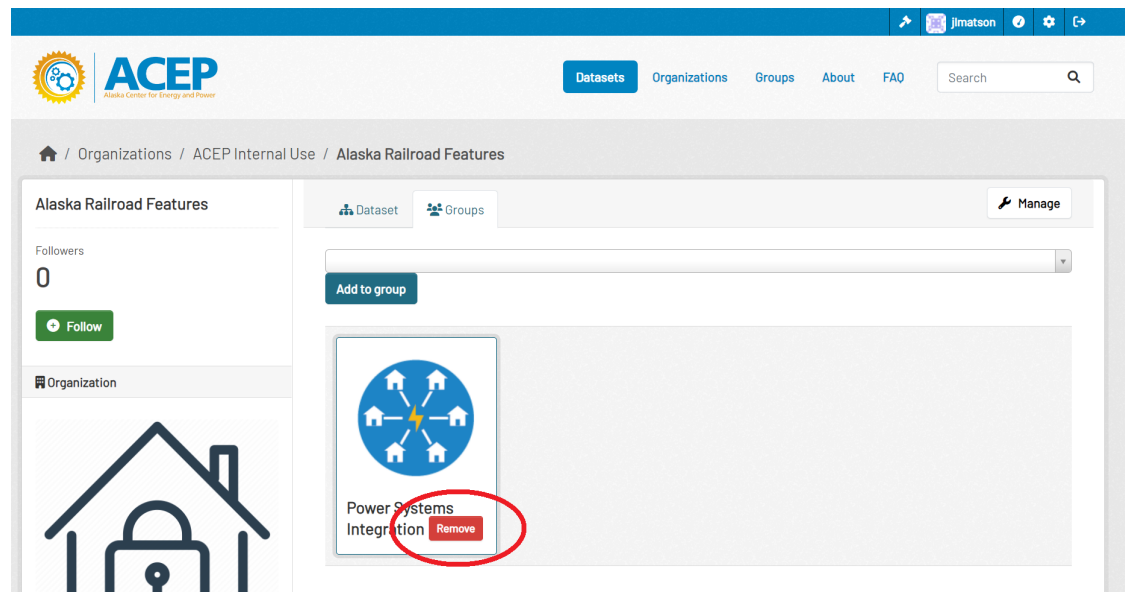 jlmatson
ACEP
Alaska Center for Energy and Power
Datasets Organizations Groups About FAQ Search
/ Organizations / ACEP Internal Use / Alaska Railroad Features
Alaska Railroad Features
Followers
0
Follow
Organization
Dataset Groups Manage
Add to group
Power Systems
Integration Remove